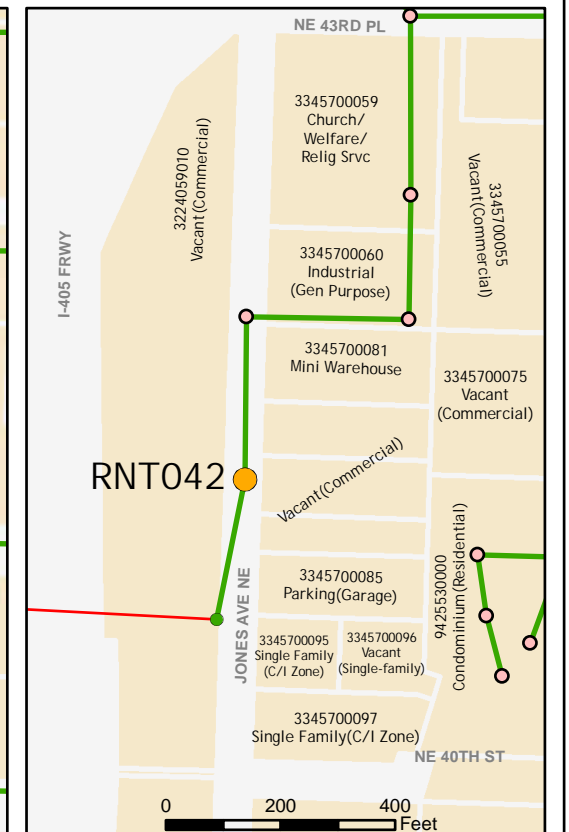 NE 43RD PL
3345700059
Church/
Welfare/
Relig Srvc
3224059010
Vacant(Commercial)
3345700055
Vacant(Commercial)
I-405 FRWY
3345700060
Industrial
(Gen Purpose)
3345700081
Mini Warehouse
3345700075
Vacant
(Commercial)
RNT042
Vacant(Commercial)
9425530000
Condominium(Residential)
3345700085
Parking(Garage)
JONES AVE NE
3345700095
Single Family
(C/I Zone)
3345700096
Vacant
(Single-family)
3345700097
Single Family(C/I Zone)
NE 40TH ST
0 200 400
Feet